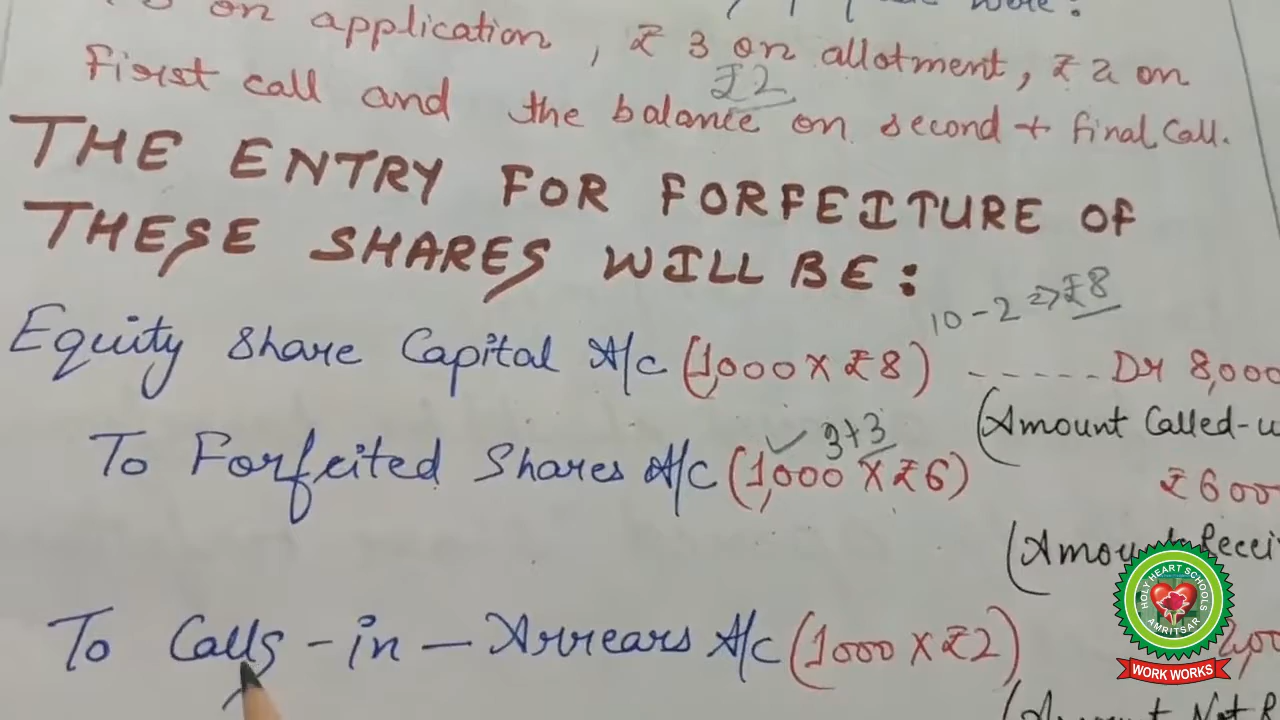 on application, ₹ 3 on allotment, ₹ 2 on
first call and the balance on second + final call.
₹2
THE ENTRY FOR FORFEITURE OF
THESE SHARES WILL BE:
10-2 => ₹8
Equity Share Capital A/c (1,000 X ₹8) ----- Dr 8,000
(Amount Called-u
3+3
To Forfeited Shares A/c (1,000 X ₹6) ₹600
(Amount Recei
To Calls-in-Arrears A/c (1000 X ₹2)
HOLY HEART SCHOOLS
AMRITSAR
WORK WORKS